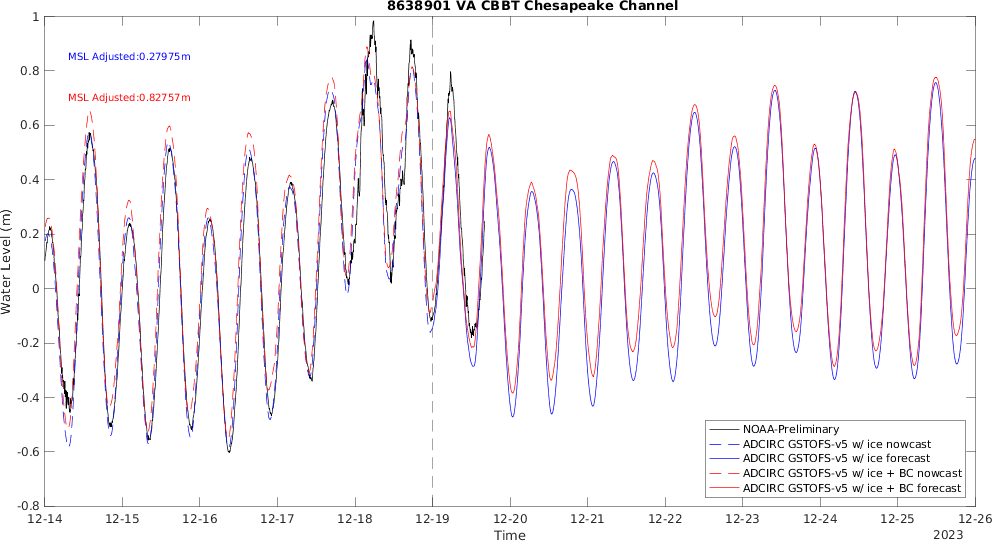 8638901 VA CBBT Chesapeake Channel
MSL Adjusted:0.27975m
MSL Adjusted:0.82757m
1
0.8
0.6
0.4
0.2
0
-0.2
-0.4
-0.6
-0.8
Water Level (m)
12-14 12-15 12-16 12-17 12-18 12-19 12-20 12-21 12-22 12-23 12-24 12-25 12-26
Time
2023
NOAA-Preliminary
ADCIRC GSTOFS-v5 w/ ice nowcast
ADCIRC GSTOFS-v5 w/ ice forecast
ADCIRC GSTOFS-v5 w/ ice + BC nowcast
ADCIRC GSTOFS-v5 w/ ice + BC forecast